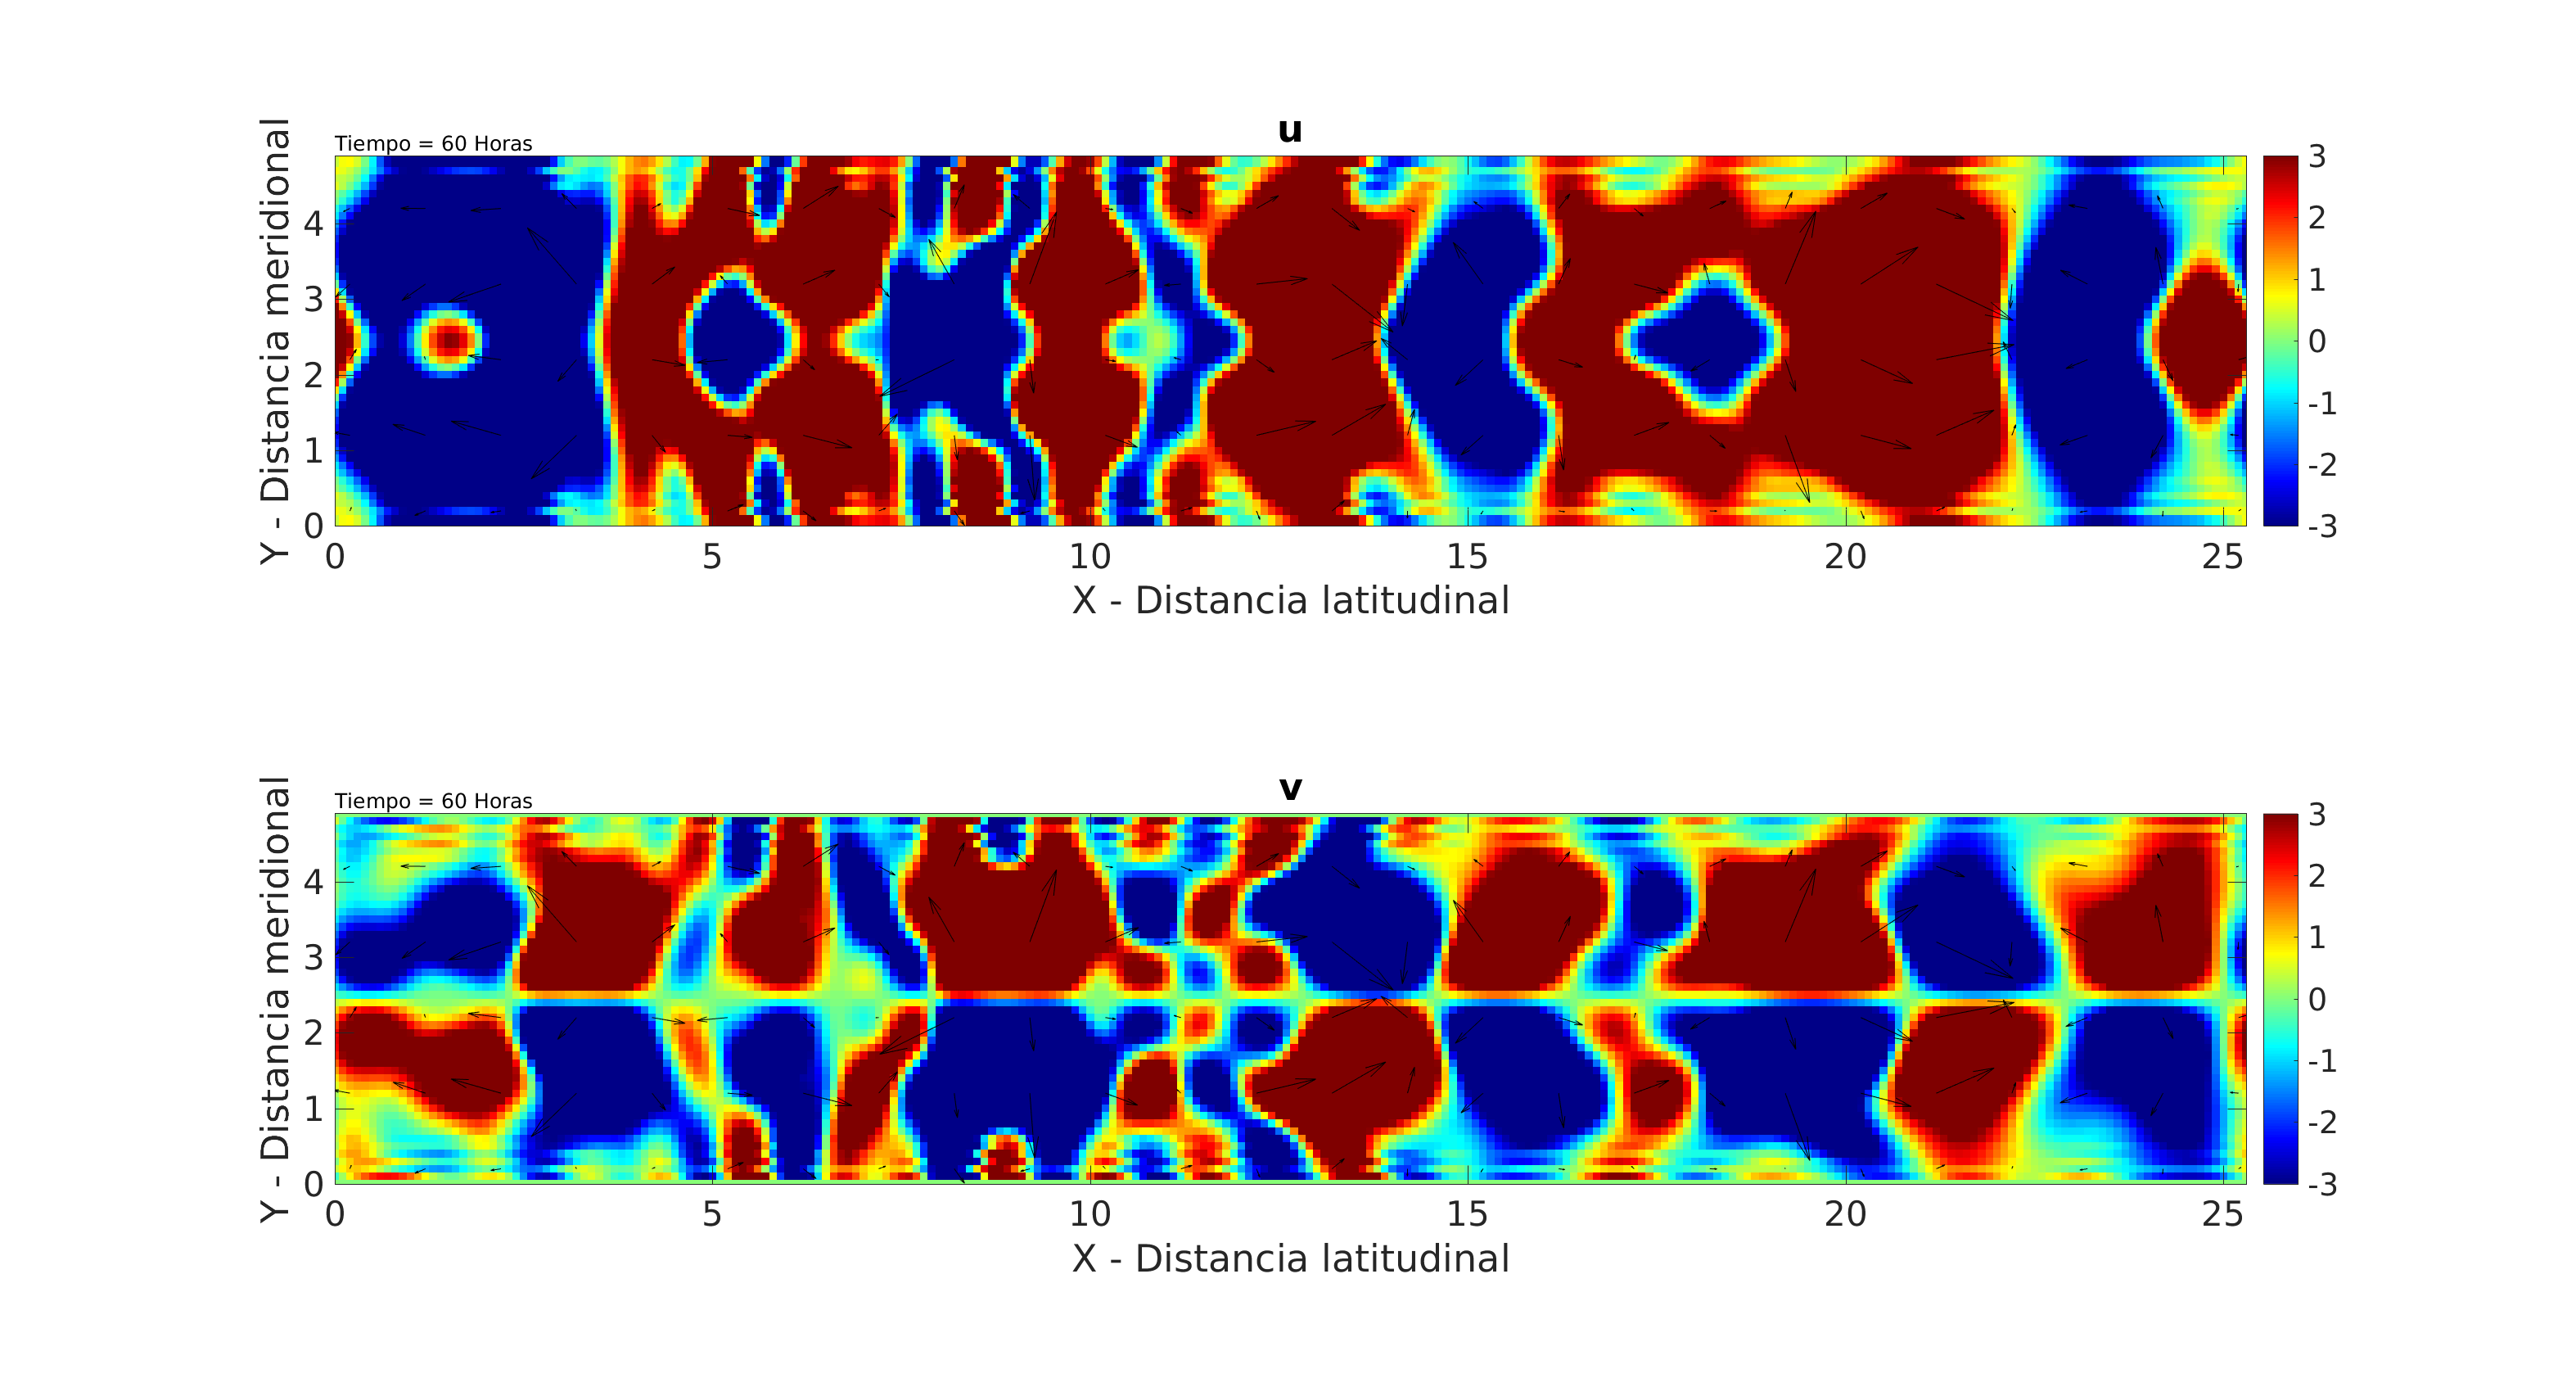 u
Tiempo = 60 Horas
Y - Distancia meridional
4
3
2
1
0
0 5 10 15 20 25
X - Distancia latitudinal
3
2
1
0
-1
-2
-3
v
Tiempo = 60 Horas
Y - Distancia meridional
4
3
2
1
0
0 5 10 15 20 25
X - Distancia latitudinal
3
2
1
0
-1
-2
-3